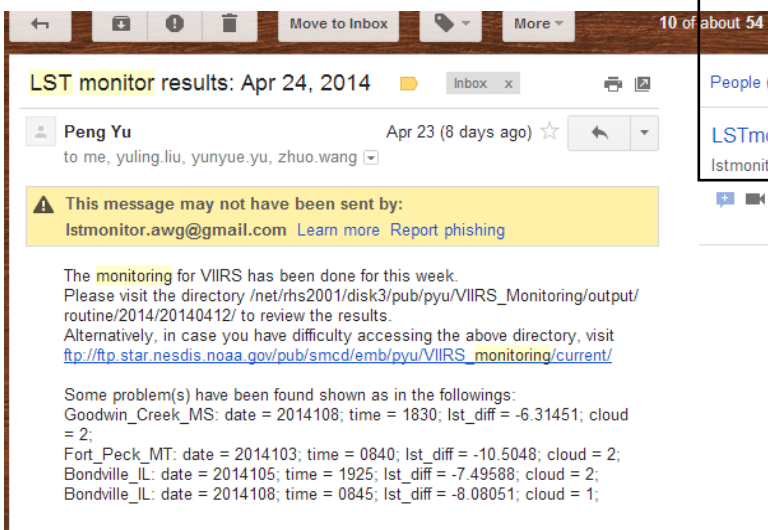 Move to Inbox
More
10 of about 54
LST monitor results: Apr 24, 2014
Inbox x
People
Peng Yu
Apr 23 (8 days ago)
to me, yuling.liu, yunyue.yu, zhuo.wang
LSTmo
lstmonit
This message may not have been sent by:
lstmonitor.awg@gmail.com Learn more Report phishing
The monitoring for VIIRS has been done for this week.
Please visit the directory /net/rhs2001/disk3/pub/pyu/VIIRS_Monitoring/output/
routine/2014/20140412/ to review the results.
Alternatively, in case you have difficulty accessing the above directory, visit
ftp://ftp.star.nesdis.noaa.gov/pub/smcd/emb/pyu/VIIRS_monitoring/current/
Some problem(s) have been found shown as in the followings:
Goodwin_Creek_MS: date = 2014108; time = 1830; lst_diff = -6.31451; cloud
= 2;
Fort_Peck_MT: date = 2014103; time = 0840; lst_diff = -10.5048; cloud = 2;
Bondville_IL: date = 2014105; time = 1925; lst_diff = -7.49588; cloud = 2;
Bondville_IL: date = 2014108; time = 0845; lst_diff = -8.08051; cloud = 1;